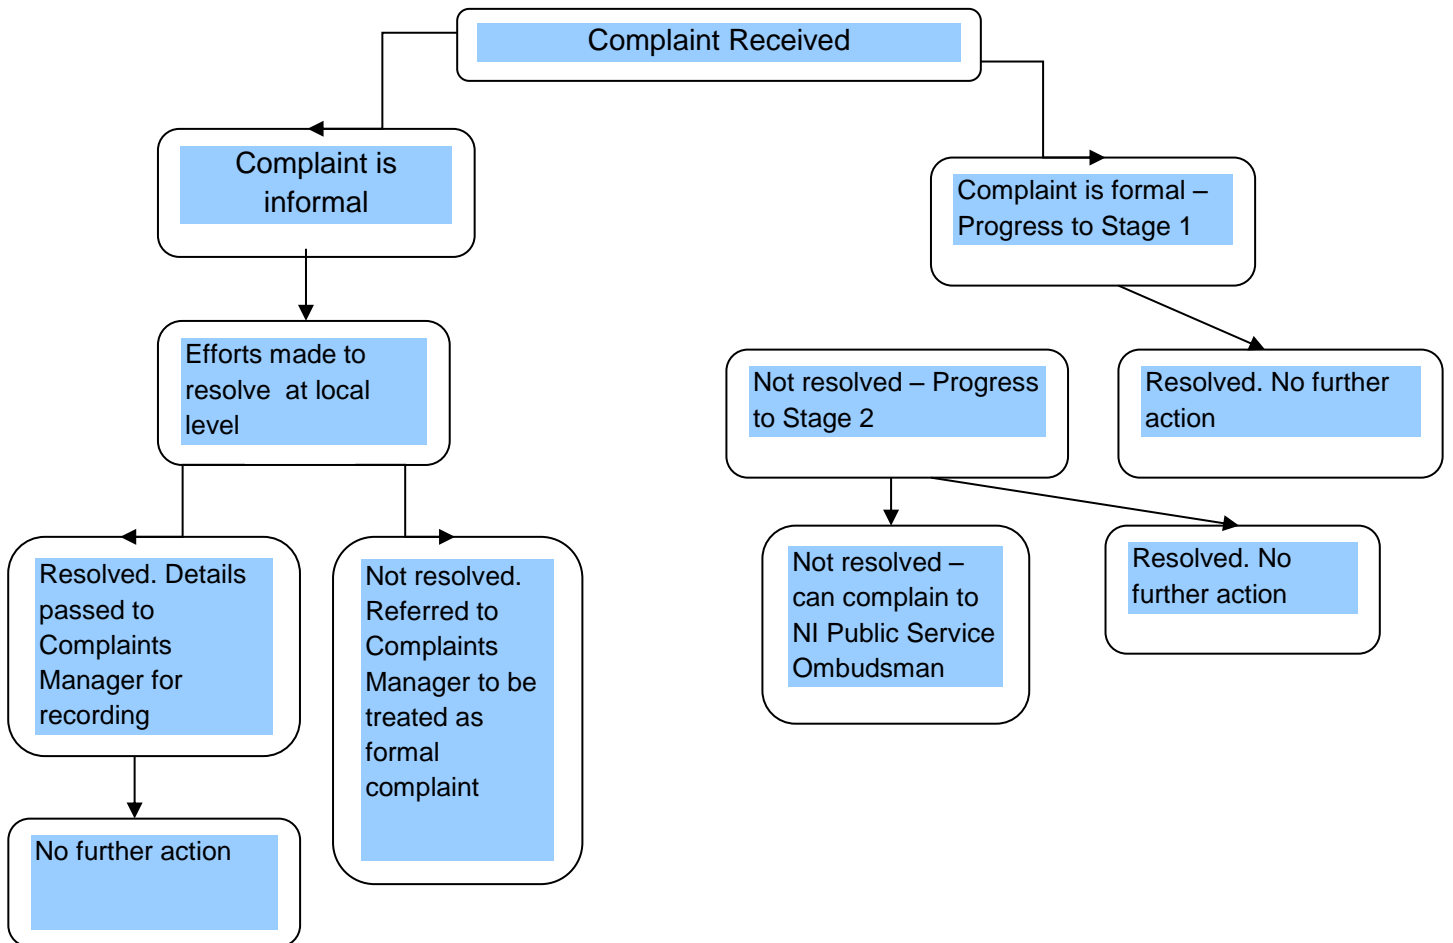 Complaint Received
Complaint is
informal
Complaint is formal –
Progress to Stage 1
Efforts made to
resolve  at local
level
Not resolved – Progress
to Stage 2
Resolved. No further
action
Resolved. Details
passed to
Complaints
Manager for
recording
Not resolved.
Referred to
Complaints
Manager to be
treated as
formal
complaint
Not resolved –
can complain to
NI Public Service
Ombudsman
Resolved. No
further action
No further action